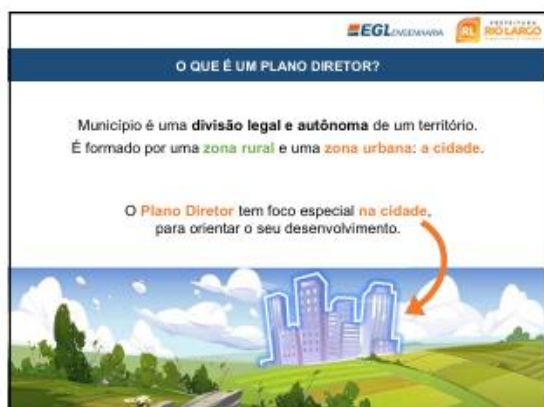 EGL ENGENHARIA
PREFEITURA
RL RIO LARGO
O QUE É UM PLANO DIRETOR?
Município é uma divisão legal e autônoma de um território.
É formado por uma zona rural e uma zona urbana: a cidade.
O Plano Diretor tem foco especial na cidade,
para orientar o seu desenvolvimento.